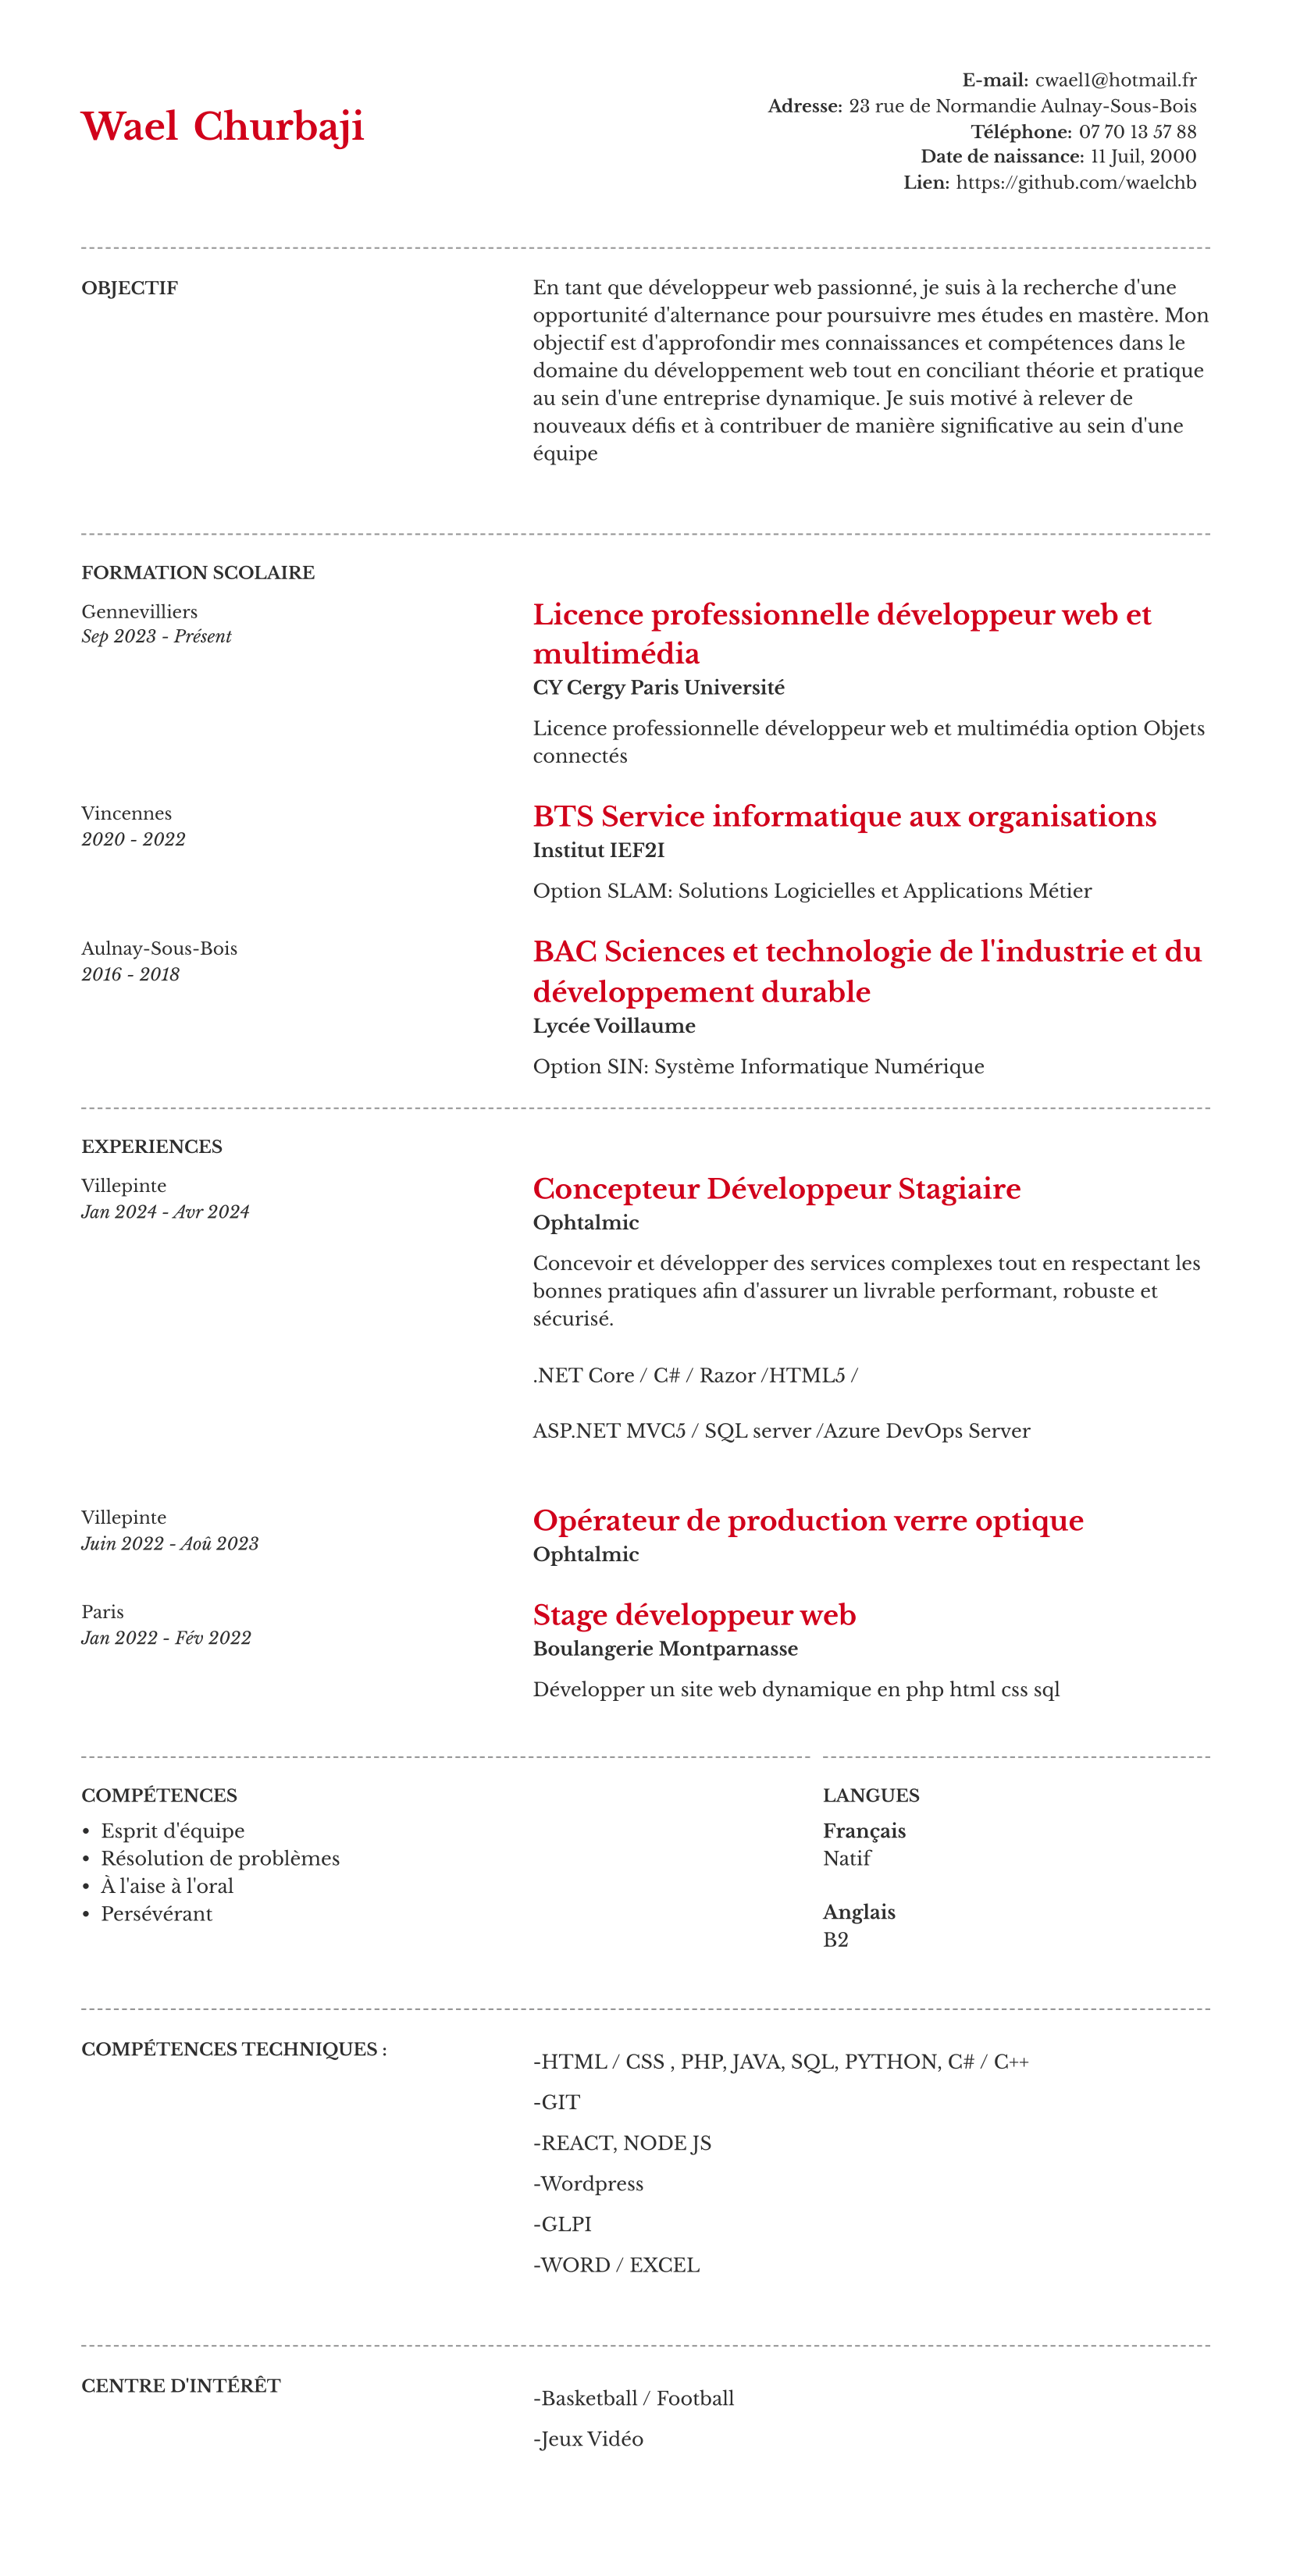 Wael Churbaji
E-mail: cwael1@hotmail.fr
Adresse: 23 rue de Normandie Aulnay-Sous-Bois
Téléphone: 07 70 13 57 88
Date de naissance: 11 Juil, 2000
Lien: https://github.com/waelchb
OBJECTIF
En tant que développeur web passionné, je suis à la recherche d'une
opportunité d'alternance pour poursuivre mes études en mastère. Mon
objectif est d'approfondir mes connaissances et compétences dans le
domaine du développement web tout en conciliant théorie et pratique
au sein d'une entreprise dynamique. Je suis motivé à relever de
nouveaux défis et à contribuer de manière significative au sein d'une
équipe
FORMATION SCOLAIRE
Gennevilliers
Sep 2023 - Présent
Licence professionnelle développeur web et
multimédia
CY Cergy Paris Université
Licence professionnelle développeur web et multimédia option Objets
connectés
Vincennes
2020 - 2022
BTS Service informatique aux organisations
Institut IEF2I
Option SLAM: Solutions Logicielles et Applications Métier
Aulnay-Sous-Bois
2016 - 2018
BAC Sciences et technologie de l'industrie et du
développement durable
Lycée Voillaume
Option SIN: Système Informatique Numérique
EXPERIENCES
Villepinte
Jan 2024 - Avr 2024
Concepteur Développeur Stagiaire
Ophtalmic
Concevoir et développer des services complexes tout en respectant les
bonnes pratiques afin d'assurer un livrable performant, robuste et
sécurisé.
.NET Core / C# / Razor /HTML5 /
ASP.NET MVC5 / SQL server /Azure DevOps Server
Villepinte
Juin 2022 - Aoû 2023
Opérateur de production verre optique
Ophtalmic
Paris
Jan 2022 - Fév 2022
Stage développeur web
Boulangerie Montparnasse
Développer un site web dynamique en php html css sql
COMPÉTENCES
• Esprit d'équipe
• Résolution de problèmes
• À l'aise à l'oral
• Persévérant
LANGUES
Français
Natif
Anglais
B2
COMPÉTENCES TECHNIQUES :
-HTML / CSS , PHP, JAVA, SQL, PYTHON, C# / C++
-GIT
-REACT, NODE JS
-Wordpress
-GLPI
-WORD / EXCEL
CENTRE D'INTÉRÊT
-Basketball / Football
-Jeux Vidéo